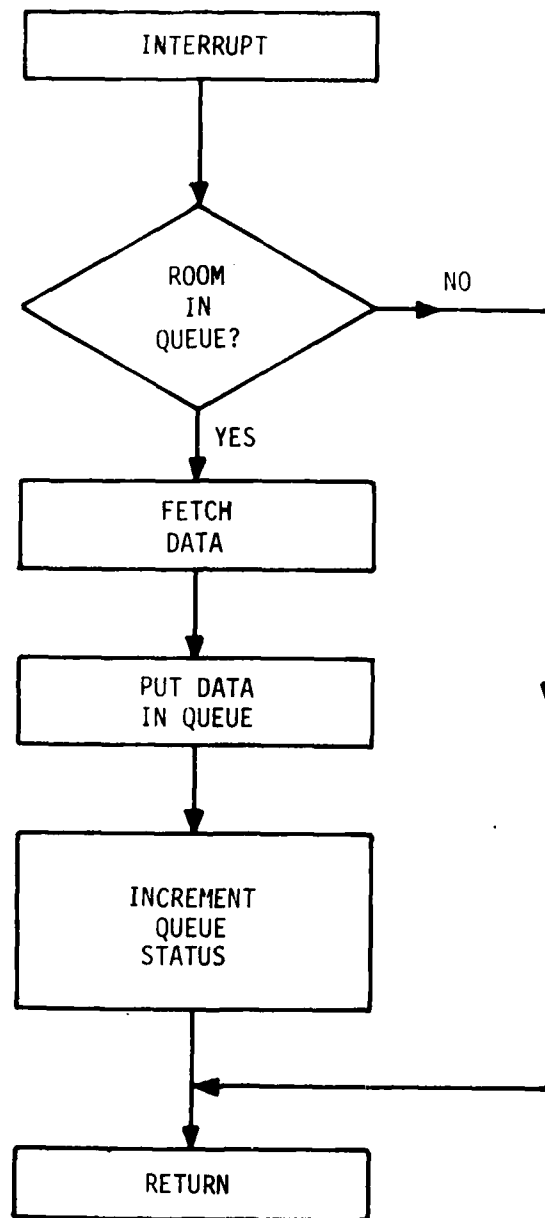 INTERRUPT
ROOM
IN
QUEUE?
NO
YES
FETCH
DATA
PUT DATA
IN QUEUE
INCREMENT
QUEUE
STATUS
RETURN